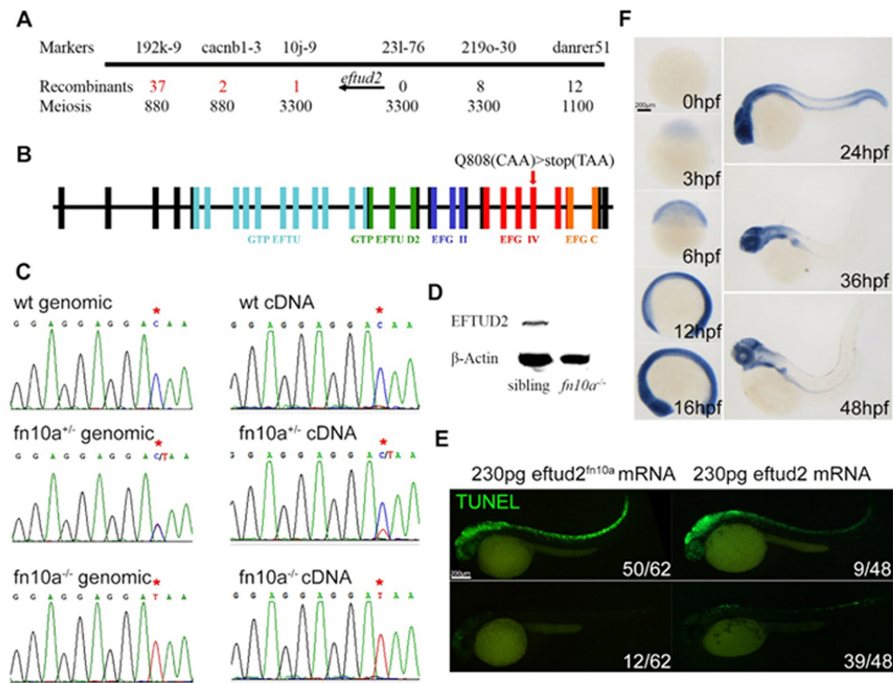 A
Markers 192k-9 cacnb1-3 10j-9 23l-76 219o-30 danrer51
Recombinants 37 2 1 eftud2 0 8 12
Meiosis 880 880 3300 3300 3300 1100
B
Q808(CAA)>stop(TAA)
GTP EFTU GTP EFTU D2 EFG II EFG IV EFG C
C
wt genomic
*
G G A G G A G G A C A A
wt cDNA
*
G G A G G A G G A C A A
fn10a+/- genomic
*
G G A G G A G G A C/T A A
fn10a+/- cDNA
*
G G A G G A G G A C/T A A
fn10a-/- genomic
*
G G A G G A G G A T A A
fn10a-/- cDNA
*
G G A G G A G G A T A A
D
EFTUD2
β-Actin
sibling fn10a-/-
F
0hpf
200μm
3hpf
6hpf
12hpf
16hpf
24hpf
36hpf
48hpf
E
230pg eftud2fn10a mRNA 230pg eftud2 mRNA
TUNEL
200μm
50/62 9/48
12/62 39/48